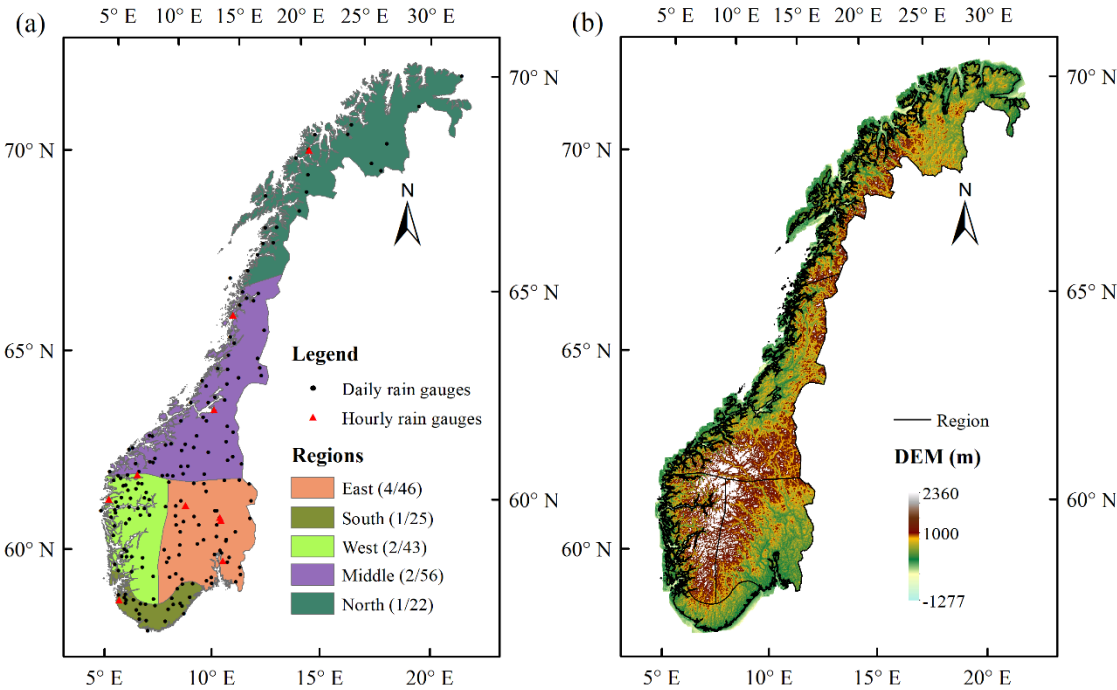 (a)
5° E 10° E 15° E 20° E 25° E 30° E
70° N
65° N
60° N
70° N
65° N
60° N
N
Legend
Daily rain gauges
Hourly rain gauges
Regions
East (4/46)
South (1/25)
West (2/43)
Middle (2/56)
North (1/22)
5° E 10° E 15° E 20° E
(b)
5° E 10° E 15° E 20° E 25° E 30° E
70° N
65° N
60° N
N
Region
DEM (m)
2360
1000
-1277
5° E 10° E 15° E 20° E